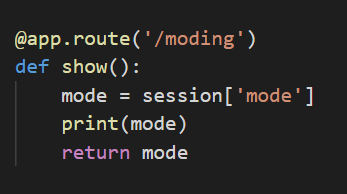 @app.route('/moding')
def show():
    mode = session['mode']
    print(mode)
    return mode